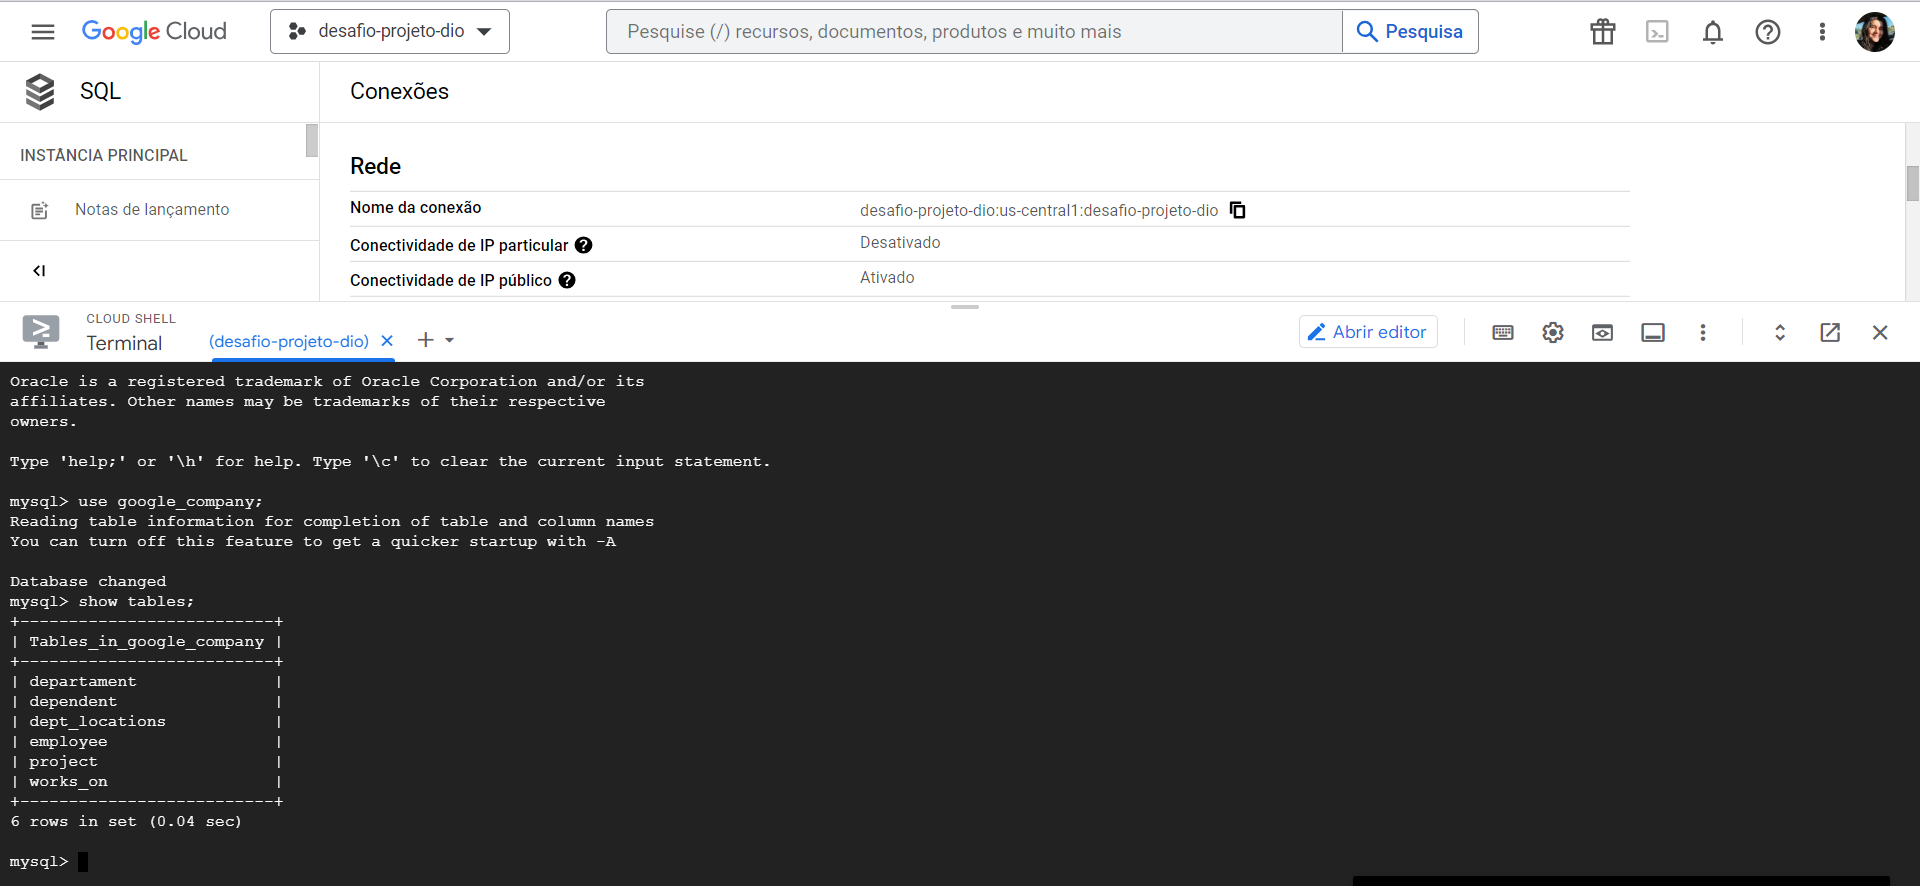 Google Cloud
desafio-projeto-dio
Pesquise (/) recursos, documentos, produtos e muito mais
Pesquisa
SQL
Conexões
INSTÂNCIA PRINCIPAL
Notas de lançamento
Rede
Nome da conexão
desafio-projeto-dio:us-central1:desafio-projeto-dio
Conectividade de IP particular
Desativado
Conectividade de IP público
Ativado
CLOUD SHELL
Terminal
(desafio-projeto-dio)
Abrir editor
Oracle is a registered trademark of Oracle Corporation and/or its
affiliates. Other names may be trademarks of their respective
owners.
Type 'help;' or '\h' for help. Type '\c' to clear the current input statement.
mysql> use google_company;
Reading table information for completion of table and column names
You can turn off this feature to get a quicker startup with -A
Database changed
mysql> show tables;
+--------------------------+
| Tables_in_google_company |
+--------------------------+
| departament              |
| dependent                |
| dept_locations           |
| employee                 |
| project                  |
| works_on                 |
+--------------------------+
6 rows in set (0.04 sec)
mysql>